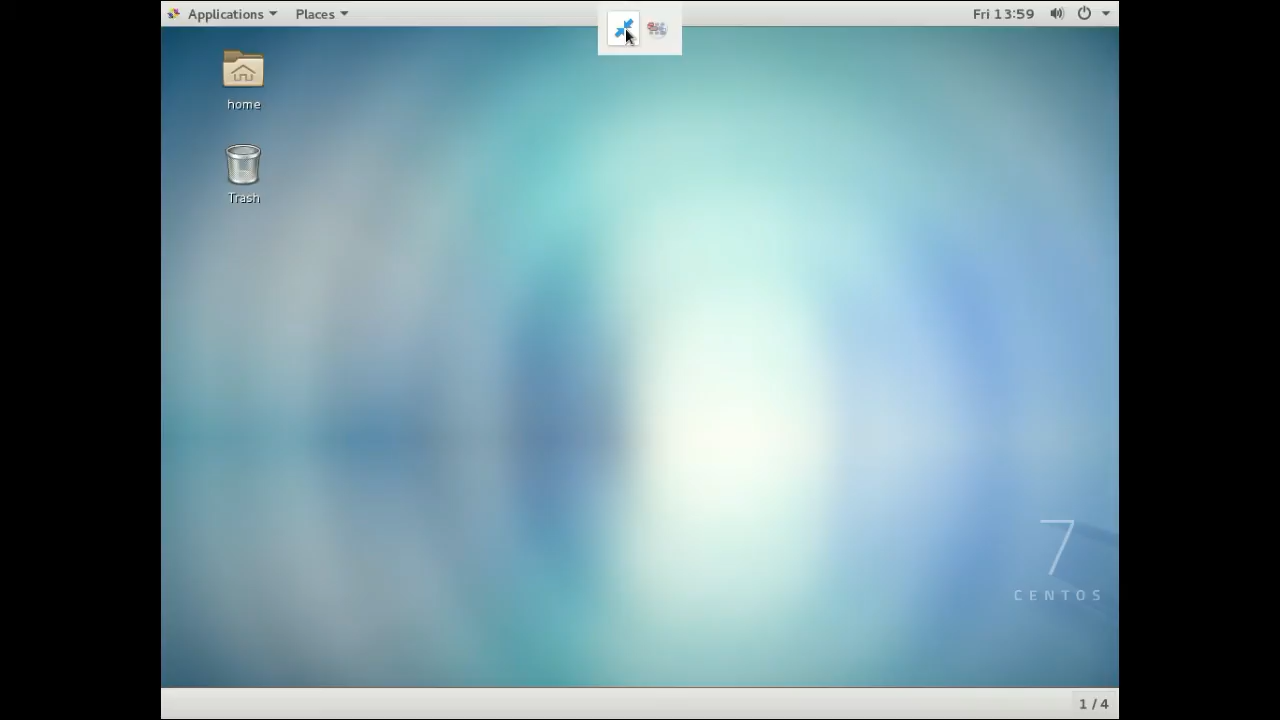 Applications Places Fri 13:59
home
Trash
7
CENTOS
1 / 4